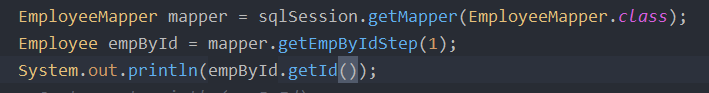 EmployeeMapper mapper = sqlSession.getMapper(EmployeeMapper.class);
Employee empById = mapper.getEmpByIdStep(1);
System.out.println(empById.getId());